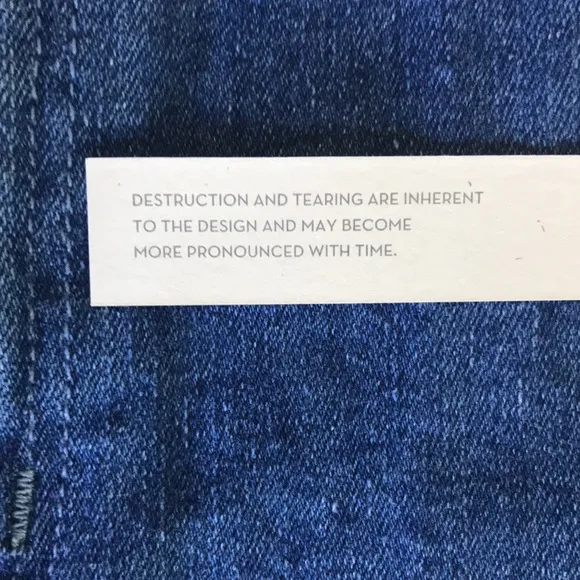 DESTRUCTION AND TEARING ARE INHERENT
TO THE DESIGN AND MAY BECOME
MORE PRONOUNCED WITH TIME.